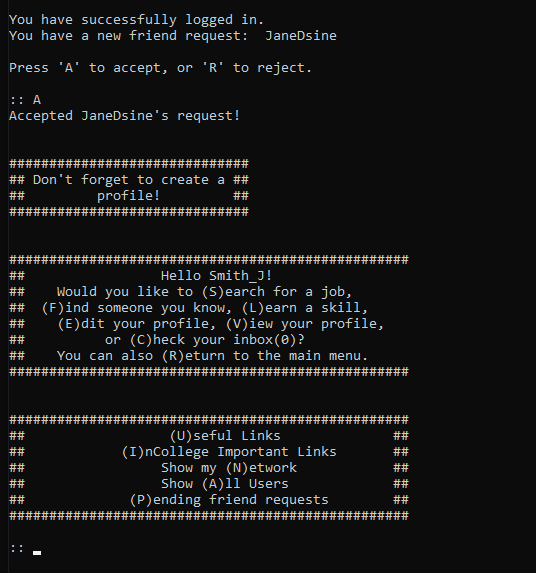 You have successfully logged in.
You have a new friend request:  JaneDsine
Press 'A' to accept, or 'R' to reject.
:: A
Accepted JaneDsine's request!
##############################
## Don't forget to create a ##
##         profile!         ##
##############################
##################################################
##                 Hello Smith_J!
##    Would you like to (S)earch for a job,
##  (F)ind someone you know, (L)earn a skill,
##    (E)dit your profile, (V)iew your profile,
##          or (C)heck your inbox(0)?
##    You can also (R)eturn to the main menu.
##################################################
##################################################
##                  (U)seful Links              ##
##            (I)nCollege Important Links       ##
##                 Show my (N)etwork            ##
##                 Show (A)ll Users             ##
##             (P)ending friend requests        ##
##################################################
::